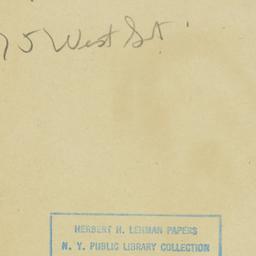 75 West St.
HERBERT H. LEHMAN PAPERS
N. Y. PUBLIC LIBRARY COLLECTION